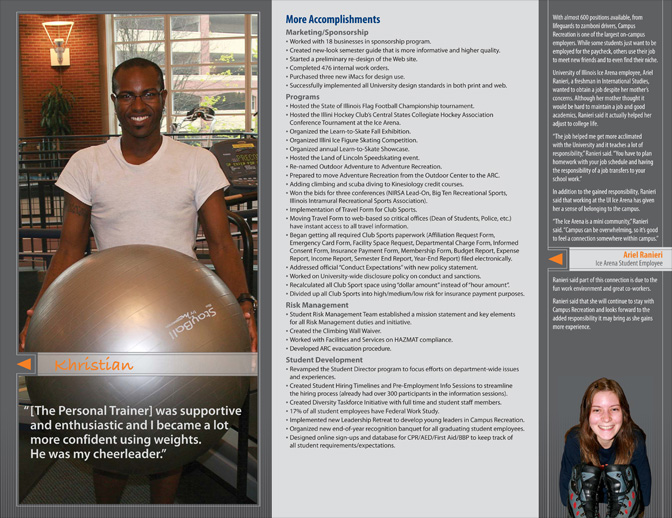 StayBall
Khristian
“[The Personal Trainer] was supportive
and enthusiastic and I became a lot
more confident using weights.
He was my cheerleader.”
More Accomplishments
Marketing/Sponsorship
• Worked with 18 businesses in sponsorship program.
• Created new-look semester guide that is more informative and higher quality.
• Started a preliminary re-design of the Web site.
• Completed 476 internal work orders.
• Purchased three new iMacs for design use.
• Successfully implemented all University design standards in both print and web.
Programs
• Hosted the State of Illinois Flag Football Championship tournament.
• Hosted the Illini Hockey Club's Central States Collegiate Hockey Association
Conference Tournament at the Ice Arena.
• Organized the Learn-to-Skate Fall Exhibition.
• Organized Illini Ice Figure Skating Competition.
• Organized annual Learn-to-Skate Showcase.
• Hosted the Land of Lincoln Speedskating event.
• Re-named Outdoor Adventure to Adventure Recreation.
• Prepared to move Adventure Recreation from the Outdoor Center to the ARC.
• Adding climbing and scuba diving to Kinesiology credit courses.
• Won the bids for three conferences (NIRSA Lead-On, Big Ten Recreational Sports,
Illinois Intramural Recreational Sports Association).
• Implementation of Travel Form for Club Sports.
• Moving Travel Form to web-based so critical offices (Dean of Students, Police, etc.)
have instant access to all travel information.
• Began getting all required Club Sports paperwork (Affiliation Request Form,
Emergency Card Form, Facility Space Request, Departmental Charge Form, Informed
Consent Form, Insurance Payment Form, Membership Form, Budget Report, Expense
Report, Income Report, Semester End Report, Year-End Report) filed electronically.
• Addressed official “Conduct Expectations” with new policy statement.
• Worked on University-wide disclosure policy on conduct and sanctions.
• Recalculated all Club Sport space using “dollar amount” instead of “hour amount”.
• Divided up all Club Sports into high/medium/low risk for insurance payment purposes.
Risk Management
• Student Risk Management Team established a mission statement and key elements
for all Risk Management duties and initiative.
• Created the Climbing Wall Waiver.
• Worked with Facilities and Services on HAZMAT compliance.
• Developed ARC evacuation procedure.
Student Development
• Revamped the Student Director program to focus efforts on department-wide issues
and experiences.
• Created Student Hiring Timelines and Pre-Employment Info Sessions to streamline
the hiring process (already had over 300 participants in the information sessions).
• Created Diversity Taskforce Initiative with full time and student staff members.
• 17% of all student employees have Federal Work Study.
• Implemented new Leadership Retreat to develop young leaders in Campus Recreation.
• Organized new end-of-year recognition banquet for all graduating student employees.
• Designed online sign-ups and database for CPR/AED/First Aid/BBP to keep track of
all student requirements/expectations.
With almost 600 positions available, from
lifeguards to zamboni drivers, Campus
Recreation is one of the largest on-campus
employers. While some students just want to be
employed for the paycheck, others use their job
to meet new friends and to even find their niche.
University of Illinois Ice Arena employee, Ariel
Ranieri, a freshman in International Studies,
wanted to obtain a job despite her mother's
concerns. Although her mother thought it
would be hard to maintain a job and good
academics, Ranieri said it actually helped her
adjust to college life.
“The job helped me get more acclimated
with the University and it teaches a lot of
responsibility,” Ranieri said. “You have to plan
homework with your job schedule and having
the responsibility of a job transfers to your
school work.”
In addition to the gained responsibility, Ranieri
said that working at the UI Ice Arena has given
her a sense of belonging to the campus.
“The Ice Arena is a mini community,” Ranieri
said. “Campus can be overwhelming, so it's good
to feel a connection somewhere within campus.”
Ariel Ranieri
Ice Arena Student Employee
Ranieri said part of this connection is due to the
fun work environment and great co-workers.
Ranieri said that she will continue to stay with
Campus Recreation and looks forward to the
added responsibility it may bring as she gains
more experience.